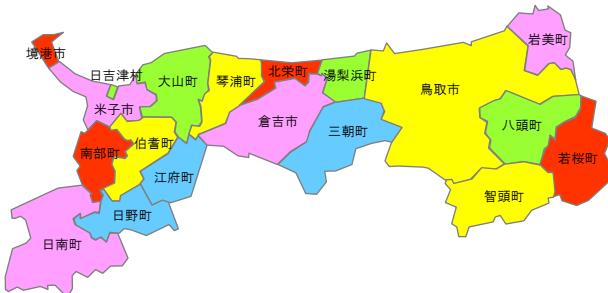 岩美町
境港市
北栄町
日吉津村
大山町
琴浦町
湯梨浜町
鳥取市
米子市
倉吉市
三朝町
八頭町
伯耆町
南部町
若桜町
江府町
智頭町
日野町
日南町